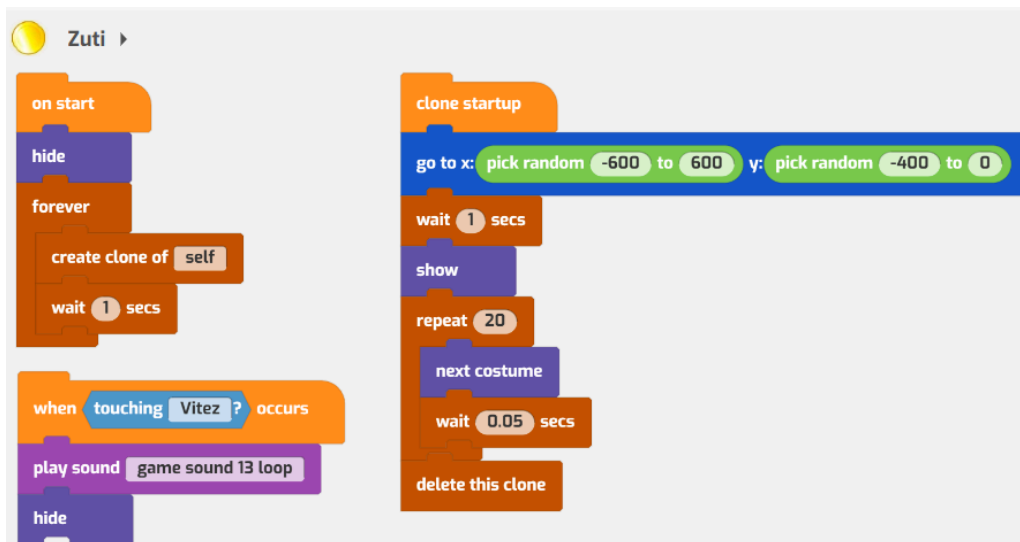 Zuti
on start
hide
forever
create clone of self
wait 1 secs
when touching Vitez ? occurs
play sound game sound 13 loop
hide
clone startup
go to x: pick random -600 to 600 y: pick random -400 to 0
wait 1 secs
show
repeat 20
next costume
wait 0.05 secs
delete this clone